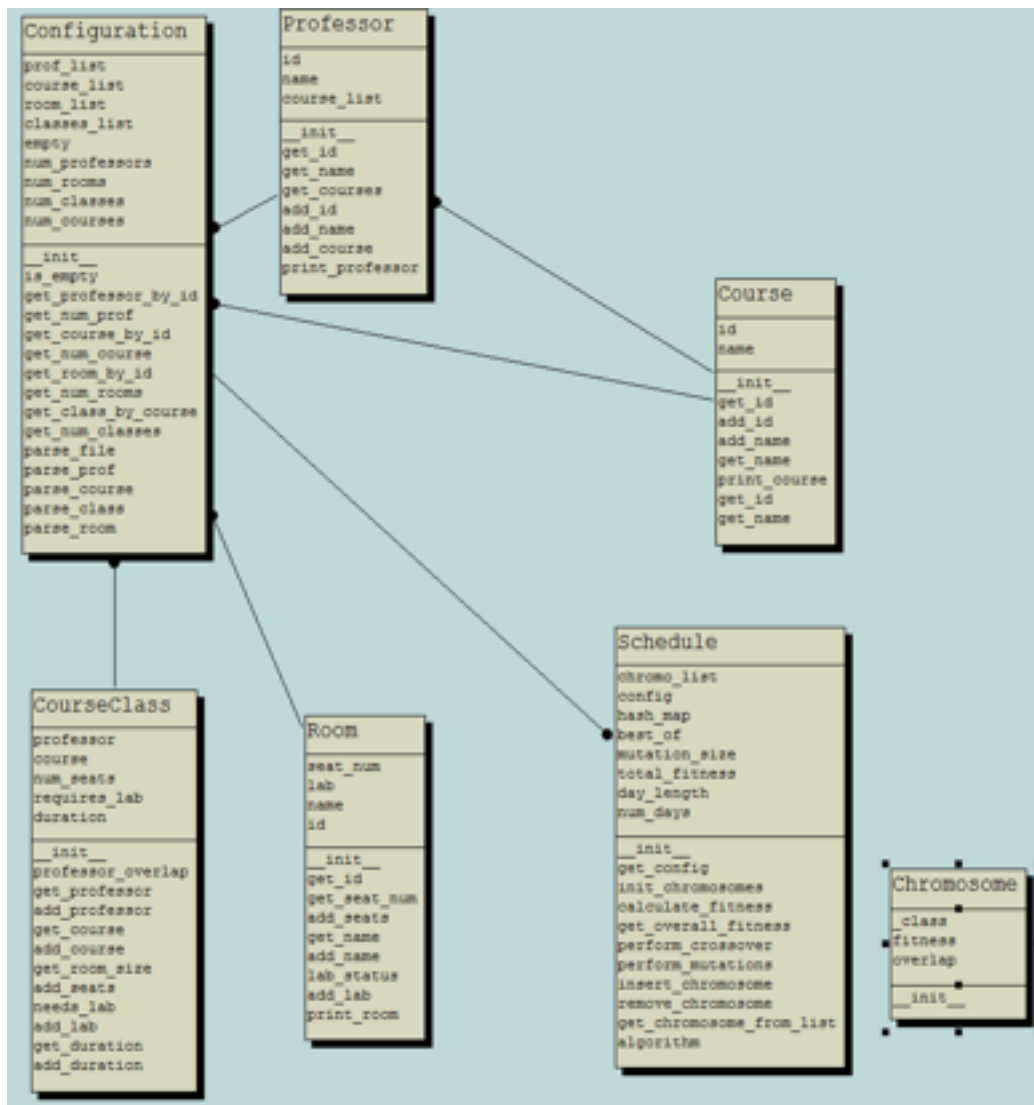 Configuration
prof_list
course_list
room_list
classes_list
empty
num_professors
num_rooms
num_classes
num_courses
__init__
is_empty
get_professor_by_id
get_num_prof
get_course_by_id
get_num_course
get_room_by_id
get_num_rooms
get_class_by_course
get_num_classes
parse_file
parse_prof
parse_course
parse_class
parse_room
Professor
id
name
course_list
__init__
get_id
get_name
get_courses
add_id
add_name
add_course
print_professor
Course
id
name
__init__
get_id
add_id
add_name
get_name
print_course
get_id
get_name
CourseClass
professor
course
num_seats
requires_lab
duration
__init__
professor_overlap
get_professor
add_professor
get_course
add_course
get_room_size
add_seats
needs_lab
add_lab
get_duration
add_duration
Room
seat_num
lab
name
id
__init__
get_id
get_seat_num
add_seats
get_name
add_name
lab_status
add_lab
print_room
Schedule
chromo_list
config
hash_map
best_of
mutation_size
total_fitness
day_length
num_days
__init__
get_config
init_chromosomes
calculate_fitness
get_overall_fitness
perform_crossover
perform_mutations
insert_chromosome
remove_chromosome
get_chromosome_from_list
algorithm
Chromosome
_class
fitness
overlap
__init__